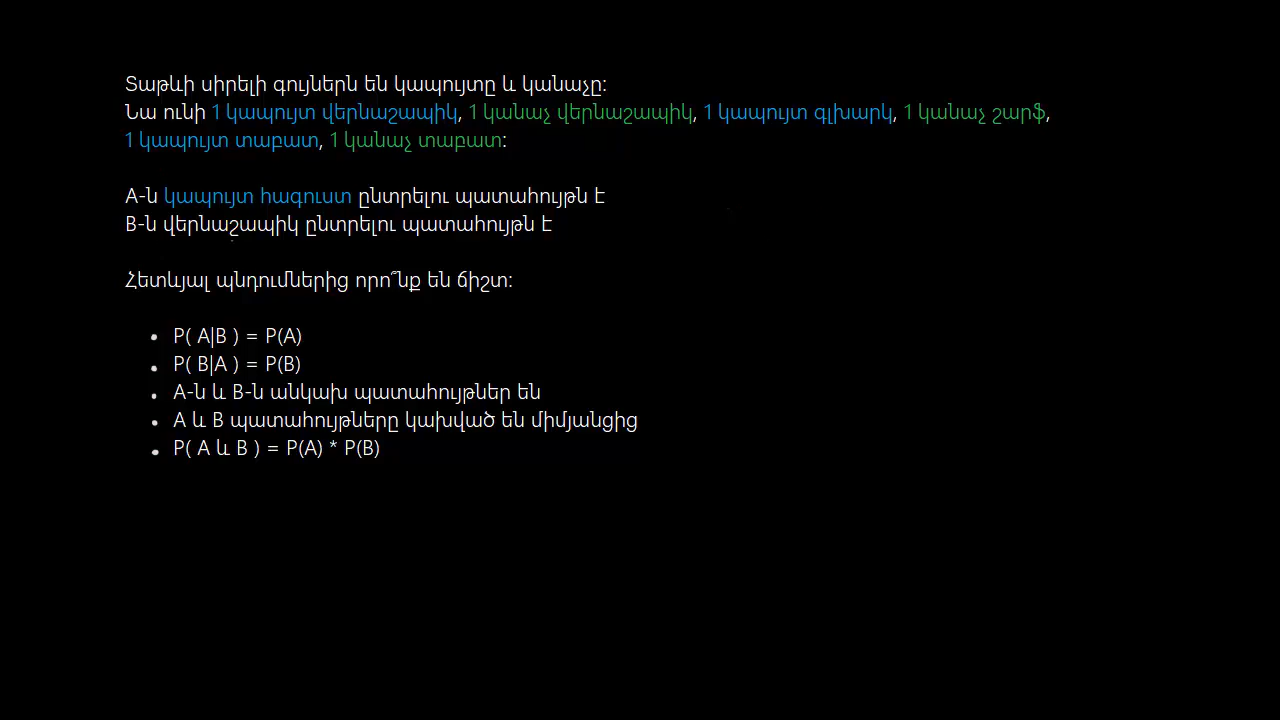 Տաթևի սիրելի գույներն են կապույտը և կանաչը:
Նա ունի 1 կապույտ վերնաշապիկ, 1 կանաչ վերնաշապիկ, 1 կապույտ գլխարկ, 1 կանաչ շարֆ,
1 կապույտ տաբատ, 1 կանաչ տաբատ:
A-ն կապույտ հագուստ ընտրելու պատահույթն է
B-ն վերնաշապիկ ընտրելու պատահույթն է
Հետևյալ պնդումներից որո՞նք են ճիշտ:
• P( A|B ) = P(A)
• P( B|A ) = P(B)
• A-ն և B-ն անկախ պատահույթներ են
• A և B պատահույթները կախված են միմյանցից
• P( A և B ) = P(A) * P(B)